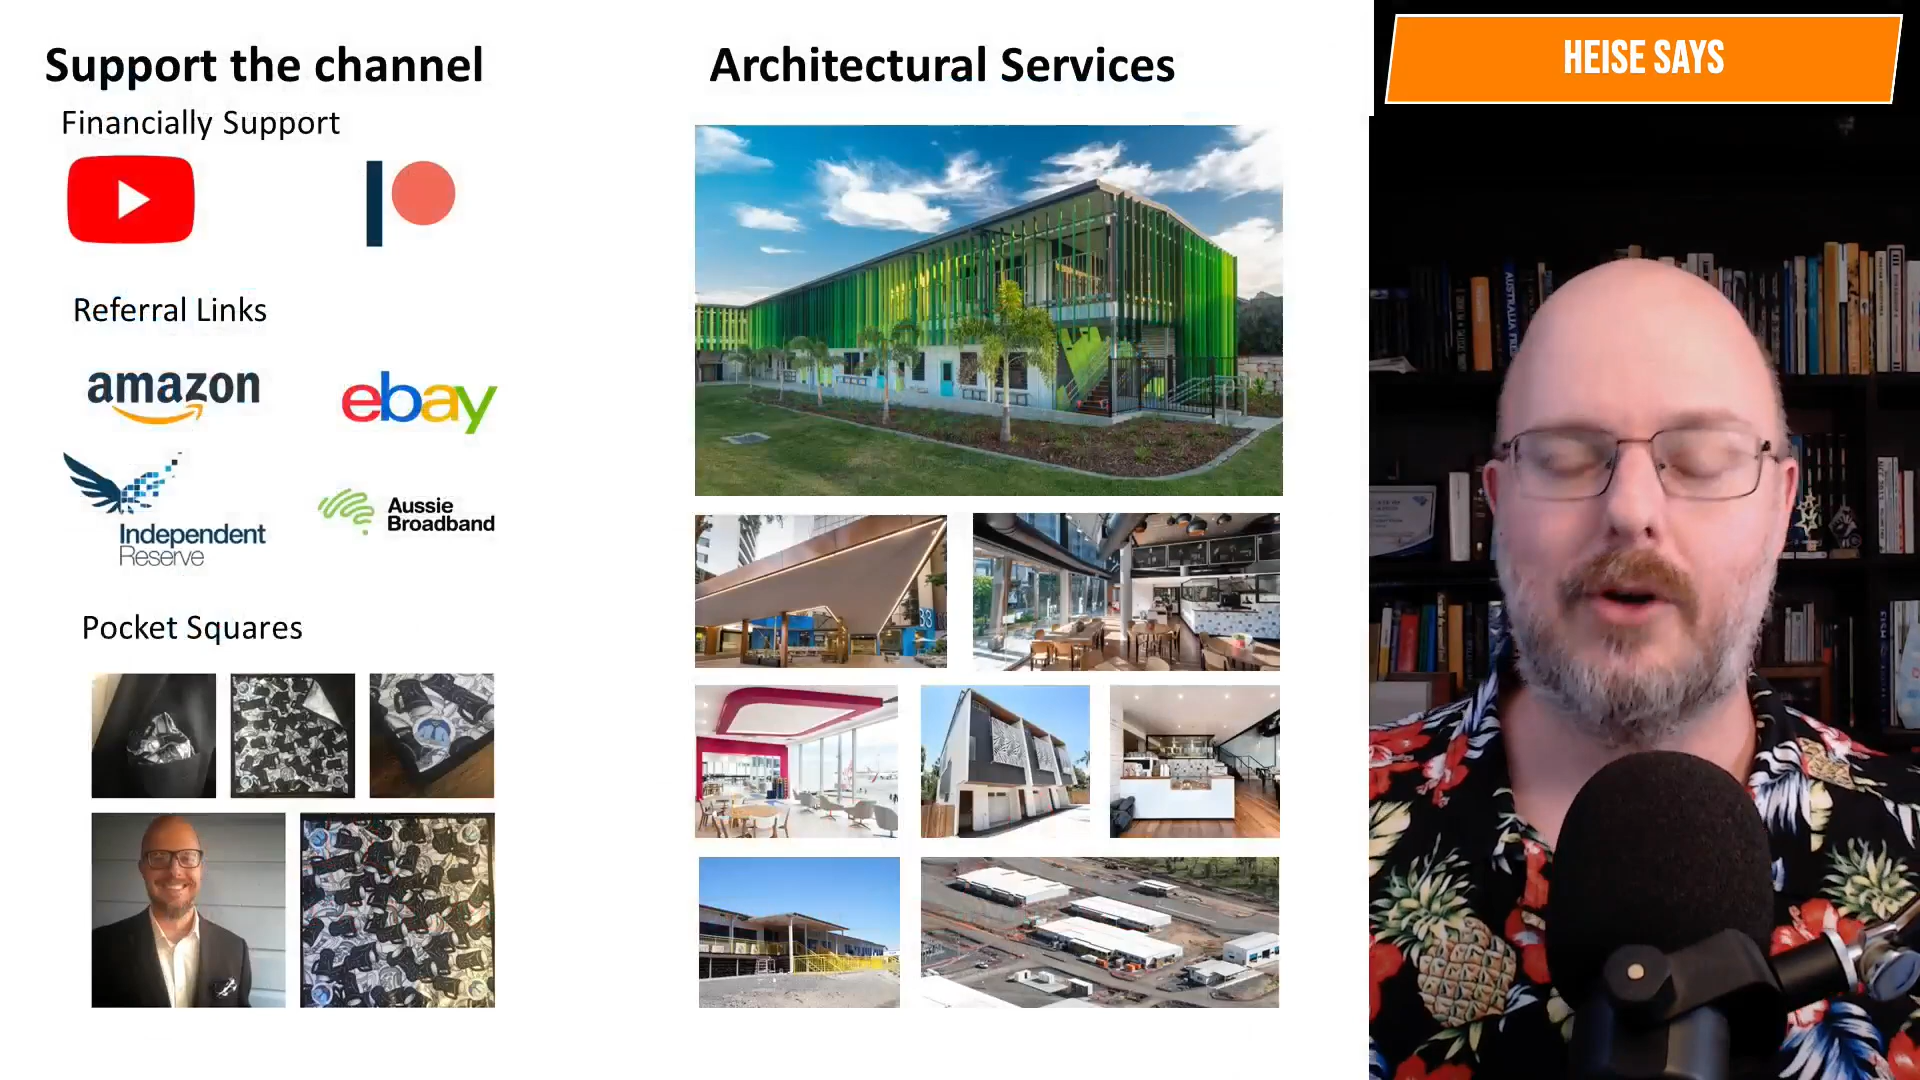 Support the channel
Financially Support
Referral Links
amazon
ebay
Independent
Reserve
Aussie
Broadband
Pocket Squares
Architectural Services
33
HEISE SAYS